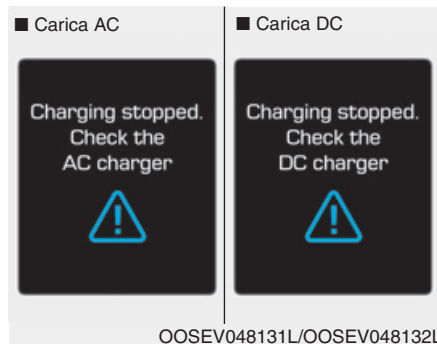 ■ Carica AC
Charging stopped.
Check the
AC charger
■ Carica DC
Charging stopped.
Check the
DC charger
OOSEV048131L/OOSEV048132L